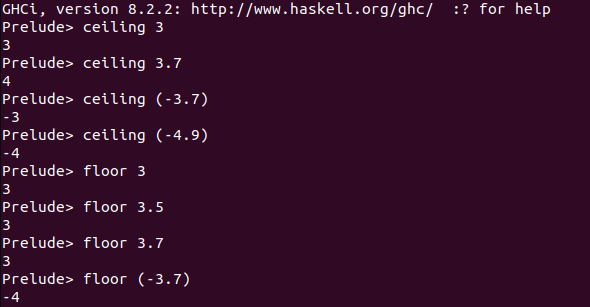 GHCi, version 8.2.2: http://www.haskell.org/ghc/  :? for help
Prelude> ceiling 3
3
Prelude> ceiling 3.7
4
Prelude> ceiling (-3.7)
-3
Prelude> ceiling (-4.9)
-4
Prelude> floor 3
3
Prelude> floor 3.5
3
Prelude> floor 3.7
3
Prelude> floor (-3.7)
-4